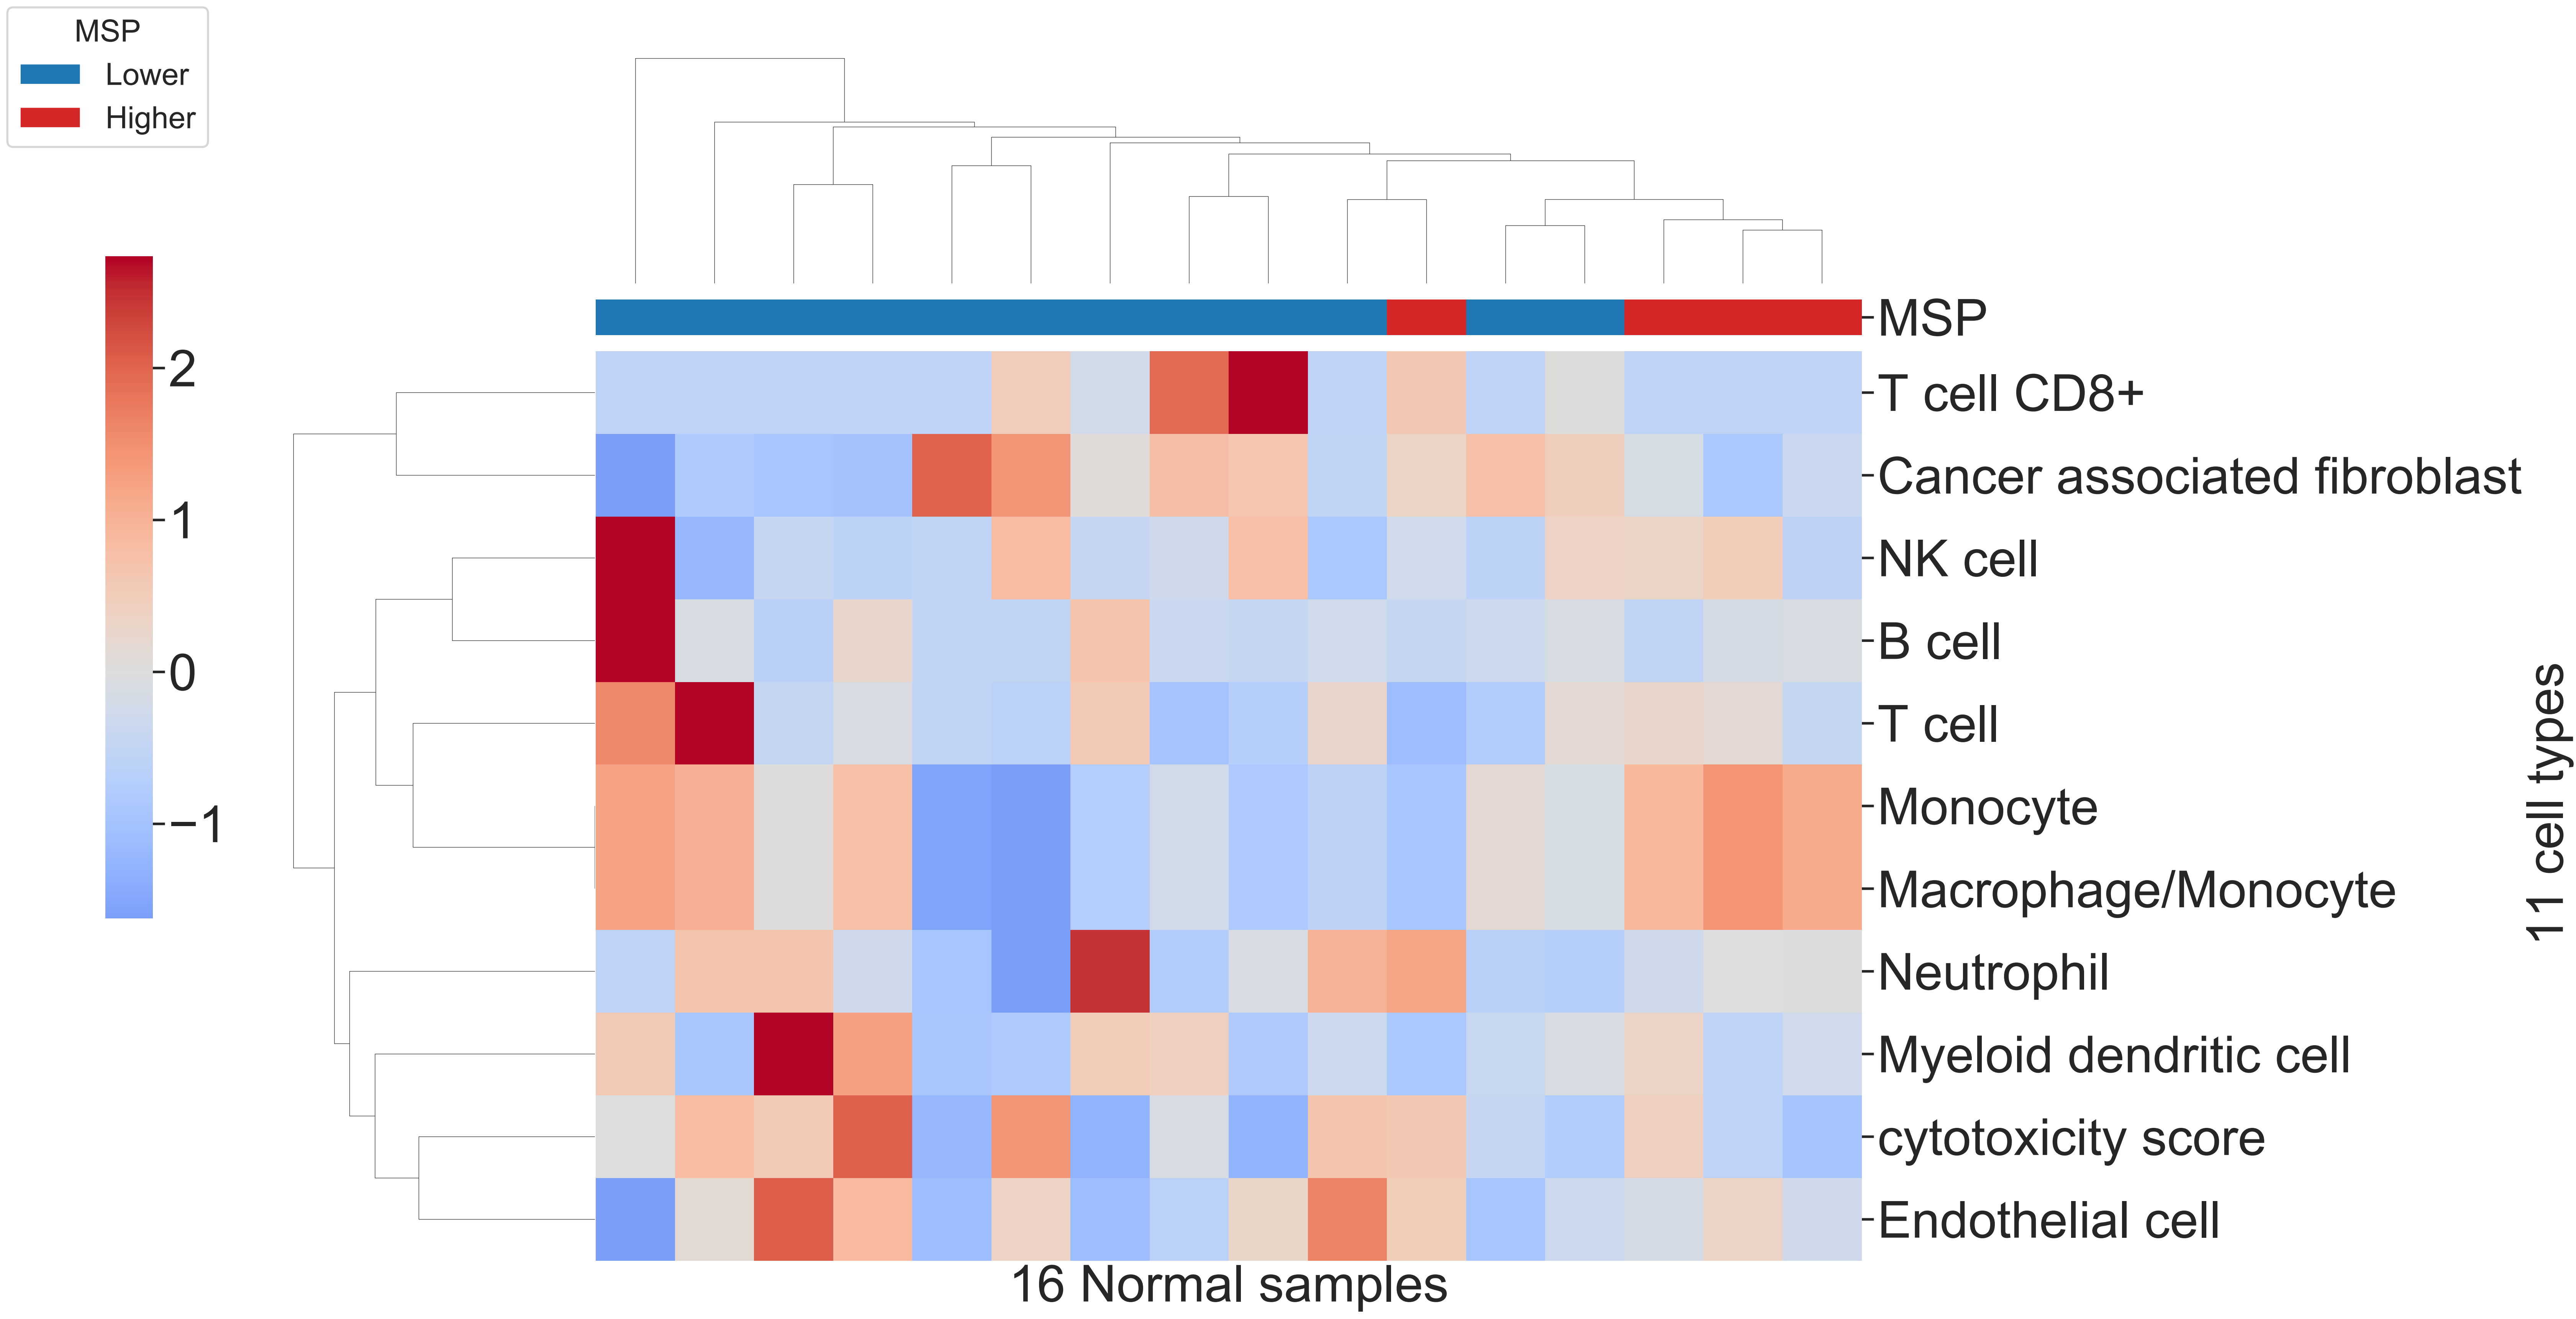 MSP
Lower
Higher
2
1
0
−1
MSP
T cell CD8+
Cancer associated fibroblast
NK cell
B cell
T cell
Monocyte
Macrophage/Monocyte
Neutrophil
Myeloid dendritic cell
cytotoxicity score
Endothelial cell
11 cell types
16 Normal samples